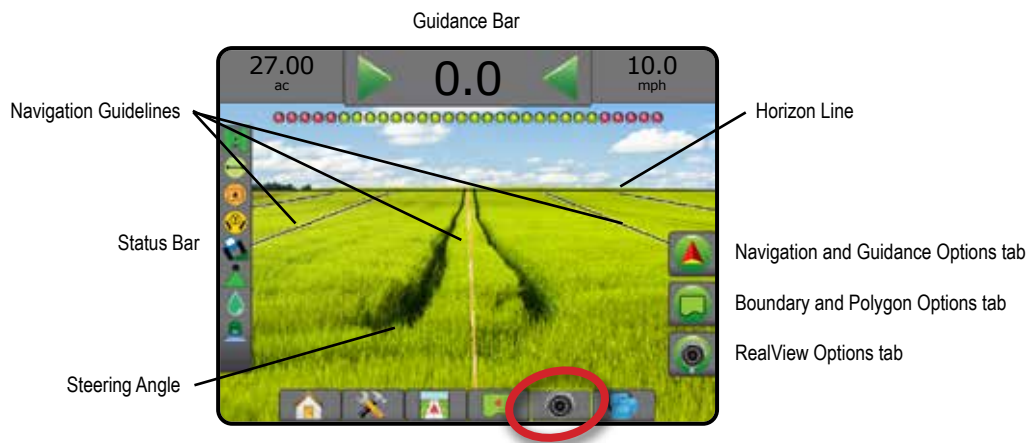 Guidance Bar
27.00
ac
0.0
10.0
mph
Navigation Guidelines
Horizon Line
Status Bar
Navigation and Guidance Options tab
Boundary and Polygon Options tab
RealView Options tab
Steering Angle